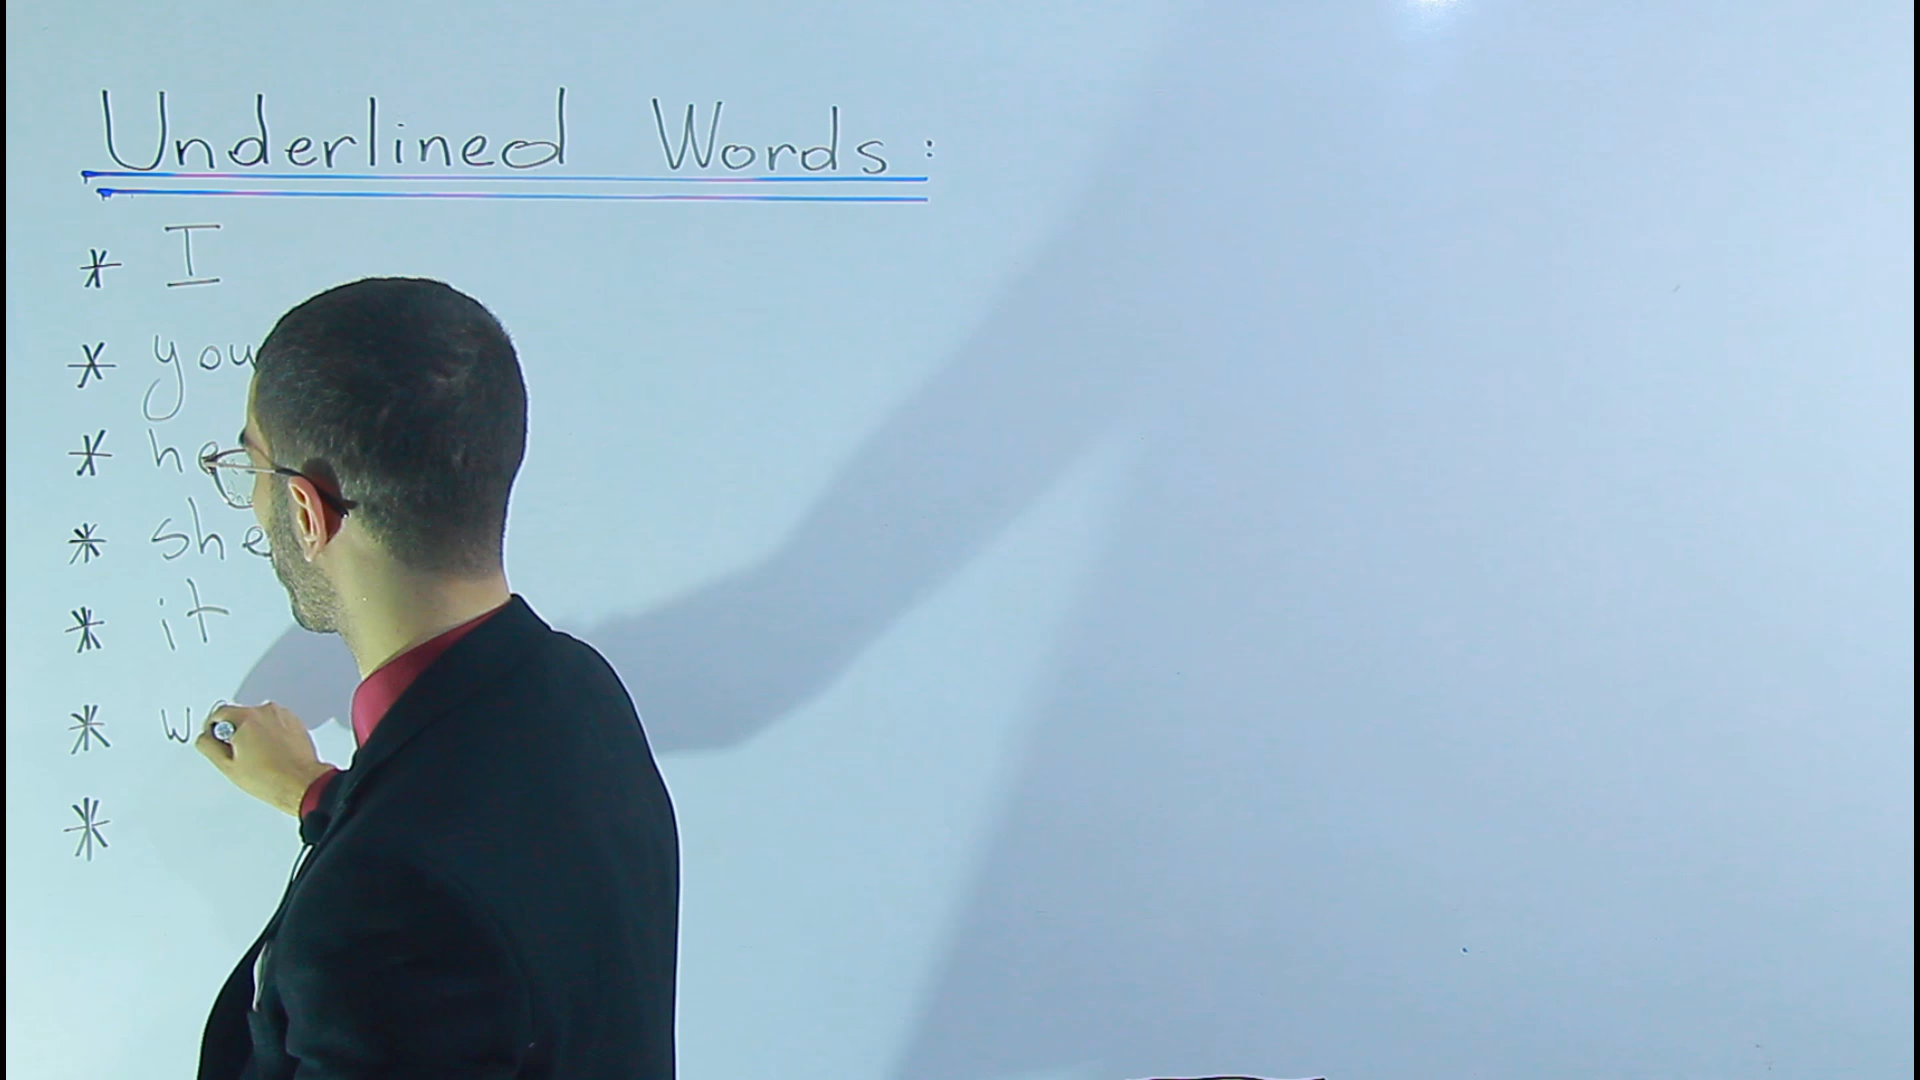 Underlined Words:
* I
* you
* he
* she
* it
* we
*